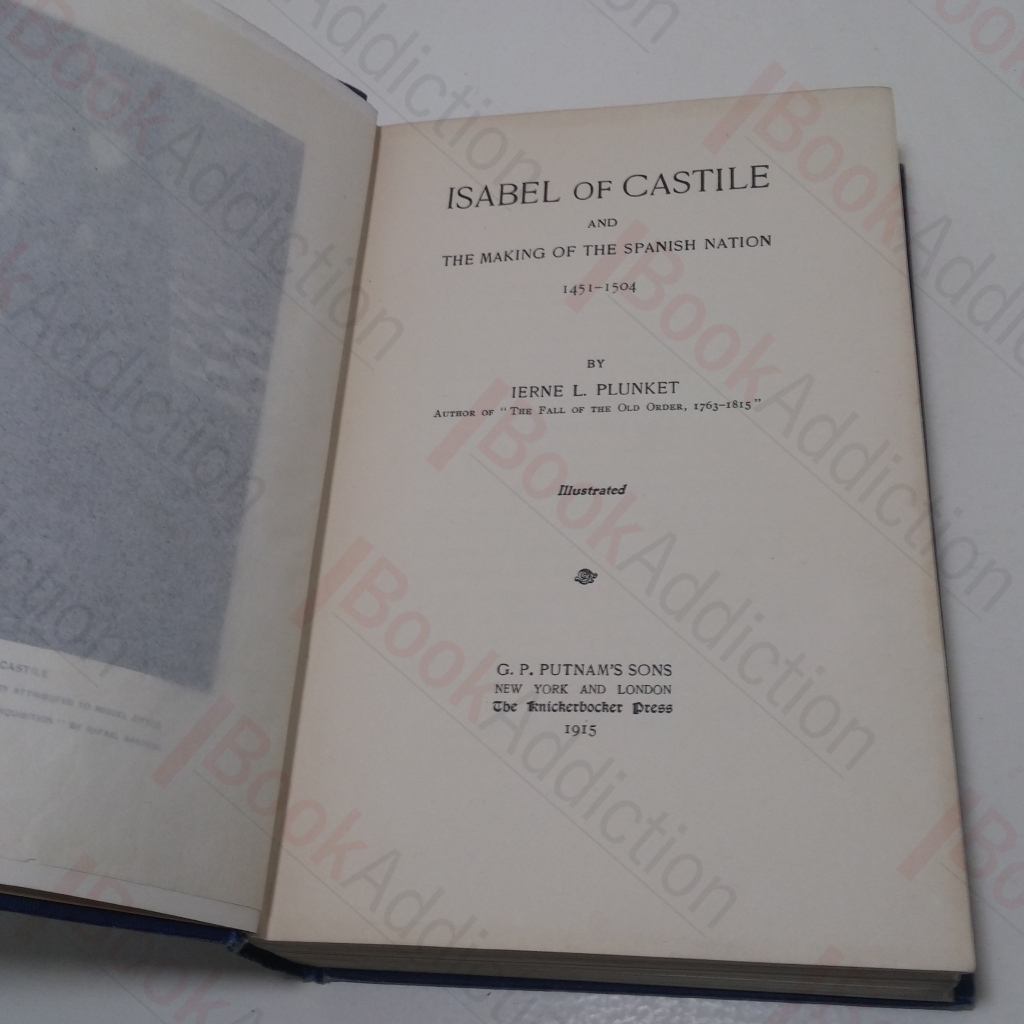 CASTILE
ISABEL OF CASTILE
AND
THE MAKING OF THE SPANISH NATION
1451–1504
BY
IERNE L. PLUNKET
AUTHOR OF "THE FALL OF THE OLD ORDER, 1763–1815"
Illustrated
G. P. PUTNAM'S SONS
NEW YORK AND LONDON
The Knickerbocker Press
1915
BookAddiction